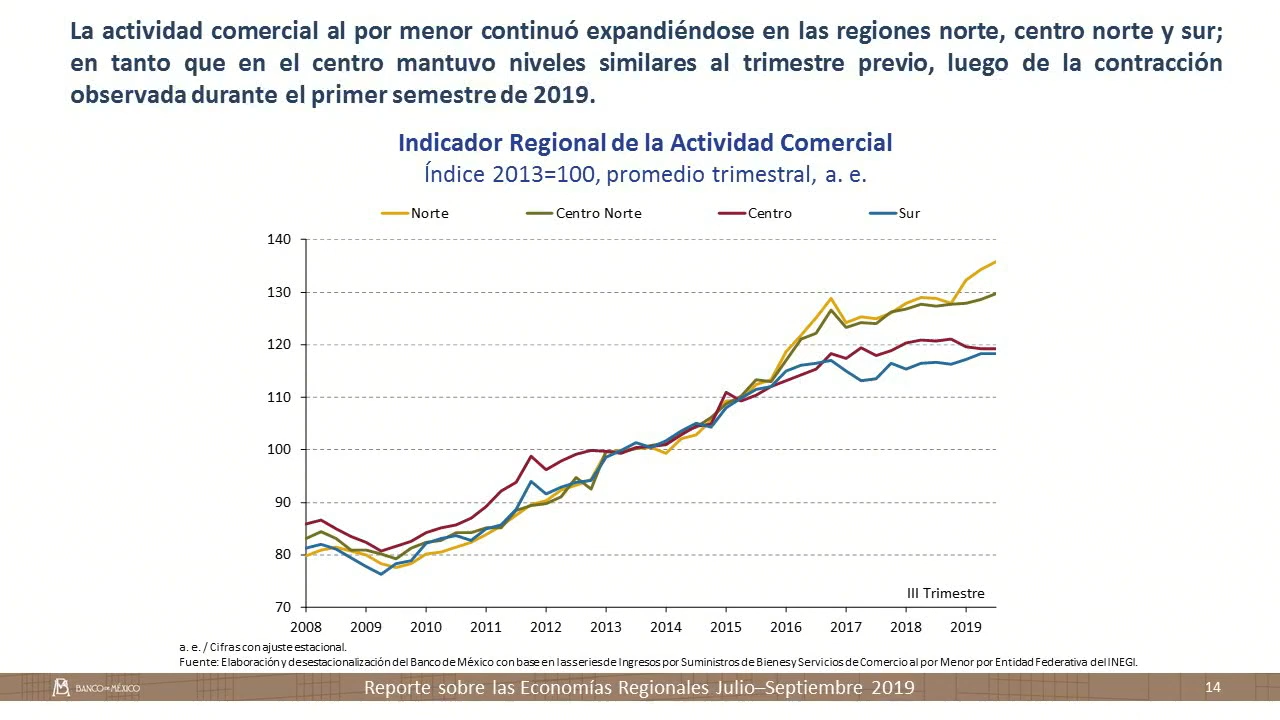 La actividad comercial al por menor continuó expandiéndose en las regiones norte, centro norte y sur;
en tanto que en el centro mantuvo niveles similares al trimestre previo, luego de la contracción
observada durante el primer semestre de 2019.
Indicador Regional de la Actividad Comercial
Índice 2013=100, promedio trimestral, a. e.
Norte Centro Norte Centro Sur
140
130
120
110
100
90
80
70
III Trimestre
2008 2009 2010 2011 2012 2013 2014 2015 2016 2017 2018 2019
a. e. / Cifras con ajuste estacional.
Fuente: Elaboración y desestacionalización del Banco de México con base en las series de Ingresos por Suministros de Bienes y Servicios de Comercio al por Menor por Entidad Federativa del INEGI.
BANCO DE MÉXICO Reporte sobre las Economías Regionales Julio–Septiembre 2019 14